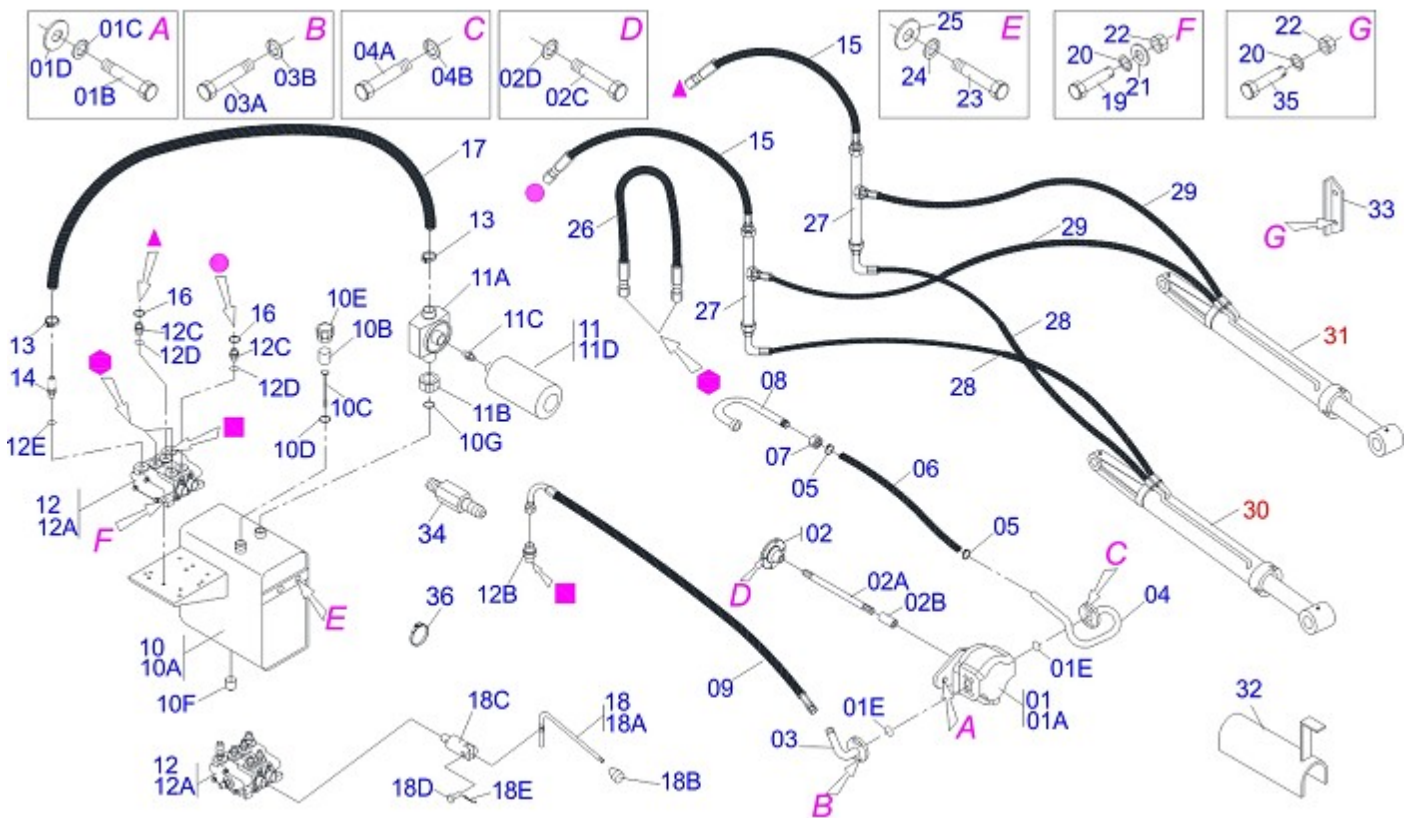 01C A
01D
01B
B
03B
03A
04A C
04B
02D D
02C
25 E
24
23
22 F
20
21
19
22 G
20
35
15
15
17
13
11A
10E
10B
11C
11
11D
16
12C
12D
16
12C
12D
13
14
12E
12
12A
F
10C
10D
11B
10G
26
27
27
29
29
28
28
33
G
31
30
08
07
05
06
05
34
12B
36
E
10
10A
10F
02
D
02A
02B
C
04
01E
01
01A
A
01E
03
B
09
32
12
12A
18C
18
18A
18D
18E
18B